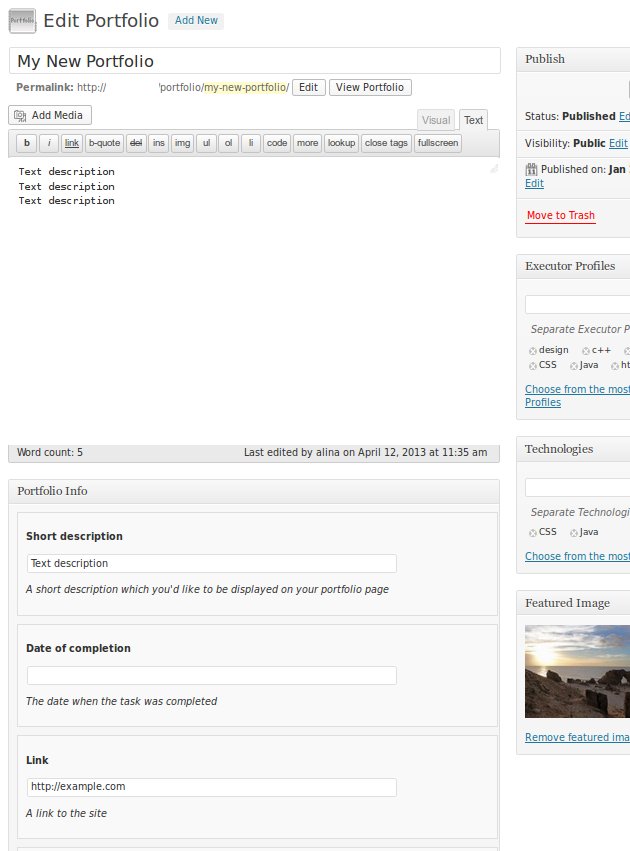 Portfolio
Edit Portfolio Add New
My New Portfolio
Permalink: http:// /portfolio/my-new-portfolio/ Edit View Portfolio
Add Media
Visual Text
b i link b-quote del ins img ul ol li code more lookup close tags fullscreen
Text description
Text description
Text description
Word count: 5 Last edited by alina on April 12, 2013 at 11:35 am
Portfolio Info
Short description
Text description
A short description which you'd like to be displayed on your portfolio page
Date of completion
The date when the task was completed
Link
http://example.com
A link to the site
Publish
Status: Published Ed
Visibility: Public Edit
Published on: Jan
Edit
Move to Trash
Executor Profiles
Separate Executor P
design c++
CSS Java ht
Choose from the most
Profiles
Technologies
Separate Technologi
CSS Java
Choose from the most
Featured Image
Remove featured ima